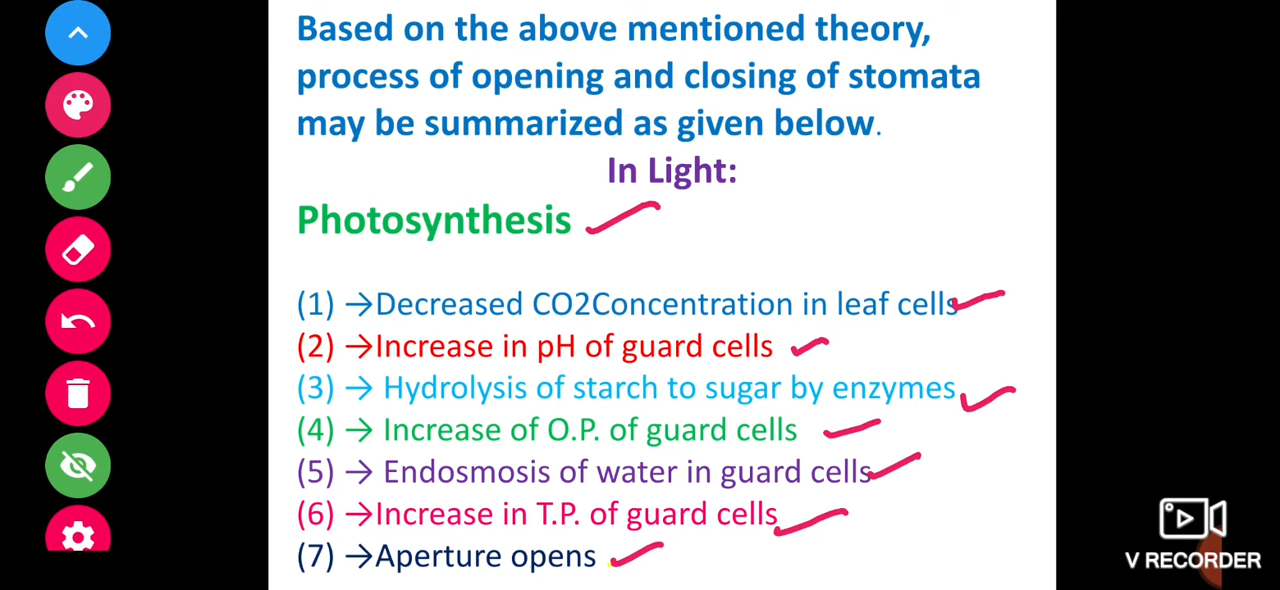 Based on the above mentioned theory,
process of opening and closing of stomata
may be summarized as given below.
In Light:
Photosynthesis
(1) →Decreased CO2Concentration in leaf cells
(2) →Increase in pH of guard cells
(3) → Hydrolysis of starch to sugar by enzymes
(4) → Increase of O.P. of guard cells
(5) → Endosmosis of water in guard cells
(6) →Increase in T.P. of guard cells
(7) →Aperture opens
V RECORDER